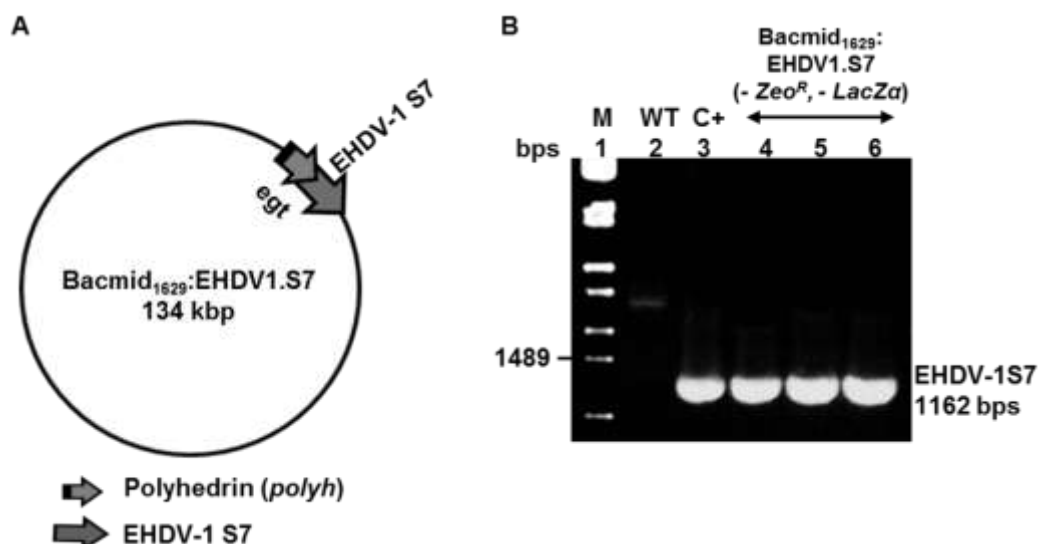 A
EHDV-1 S7
egt
Bacmid1629:EHDV1.S7
134 kbp
Polyhedrin (polyh)
EHDV-1 S7
B
Bacmid1629:
EHDV1.S7
(- ZeoR, - LacZα)
M WT C+
bps 1 2 3 4 5 6
1489
EHDV-1S7
1162 bps